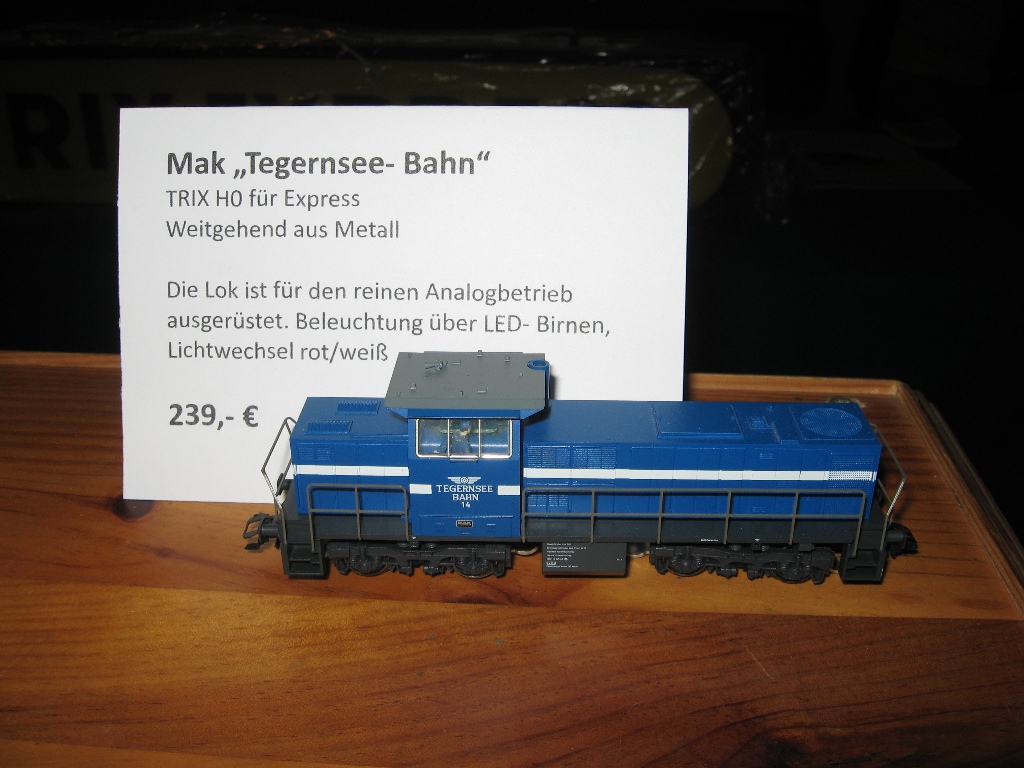 Mak „Tegernsee- Bahn“
TRIX H0 für Express
Weitgehend aus Metall
Die Lok ist für den reinen Analogbetrieb
ausgerüstet. Beleuchtung über LED- Birnen,
Lichtwechsel rot/weiß
239,- €
TEGERNSEE
BAHN
14
MAK